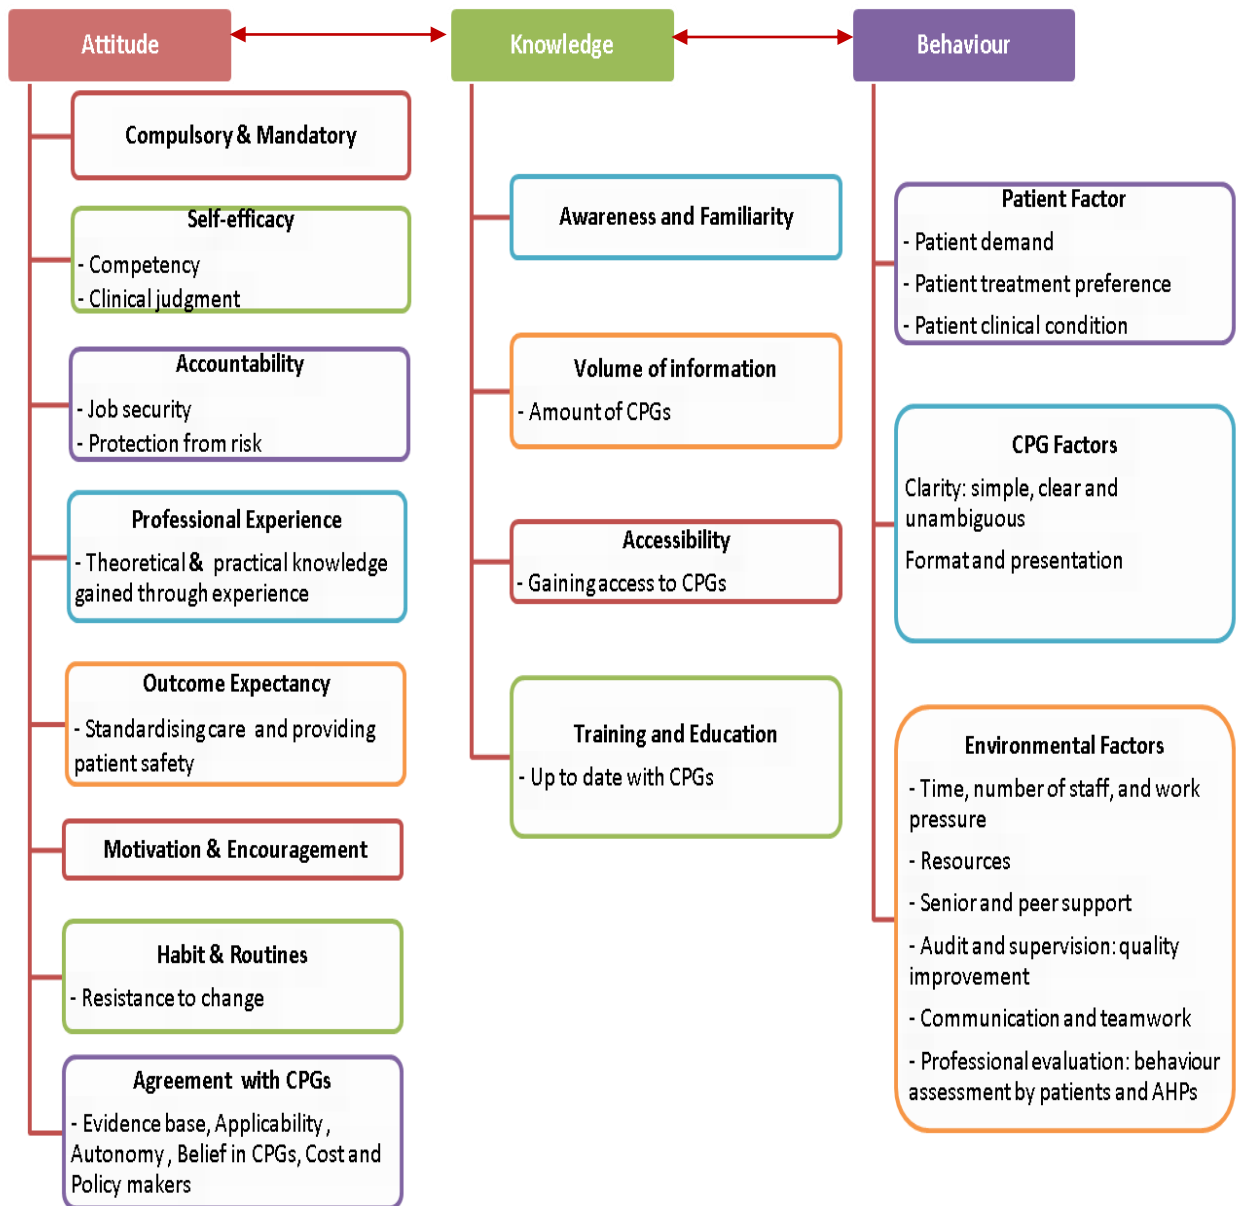 Attitude
Compulsory & Mandatory
Self-efficacy
- Competency
- Clinical judgment
Accountability
- Job security
- Protection from risk
Professional Experience
- Theoretical & practical knowledge
gained through experience
Outcome Expectancy
- Standardising care and providing
patient safety
Motivation & Encouragement
Habit & Routines
- Resistance to change
Agreement with CPGs
- Evidence base, Applicability,
Autonomy, Belief in CPGs, Cost and
Policy makers
Knowledge
Awareness and Familiarity
Volume of information
- Amount of CPGs
Accessibility
- Gaining access to CPGs
Training and Education
- Up to date with CPGs
Behaviour
Patient Factor
- Patient demand
- Patient treatment preference
- Patient clinical condition
CPG Factors
Clarity: simple, clear and
unambiguous
Format and presentation
Environmental Factors
- Time, number of staff, and work
pressure
- Resources
- Senior and peer support
- Audit and supervision: quality
improvement
- Communication and teamwork
- Professional evaluation: behaviour
assessment by patients and AHPs